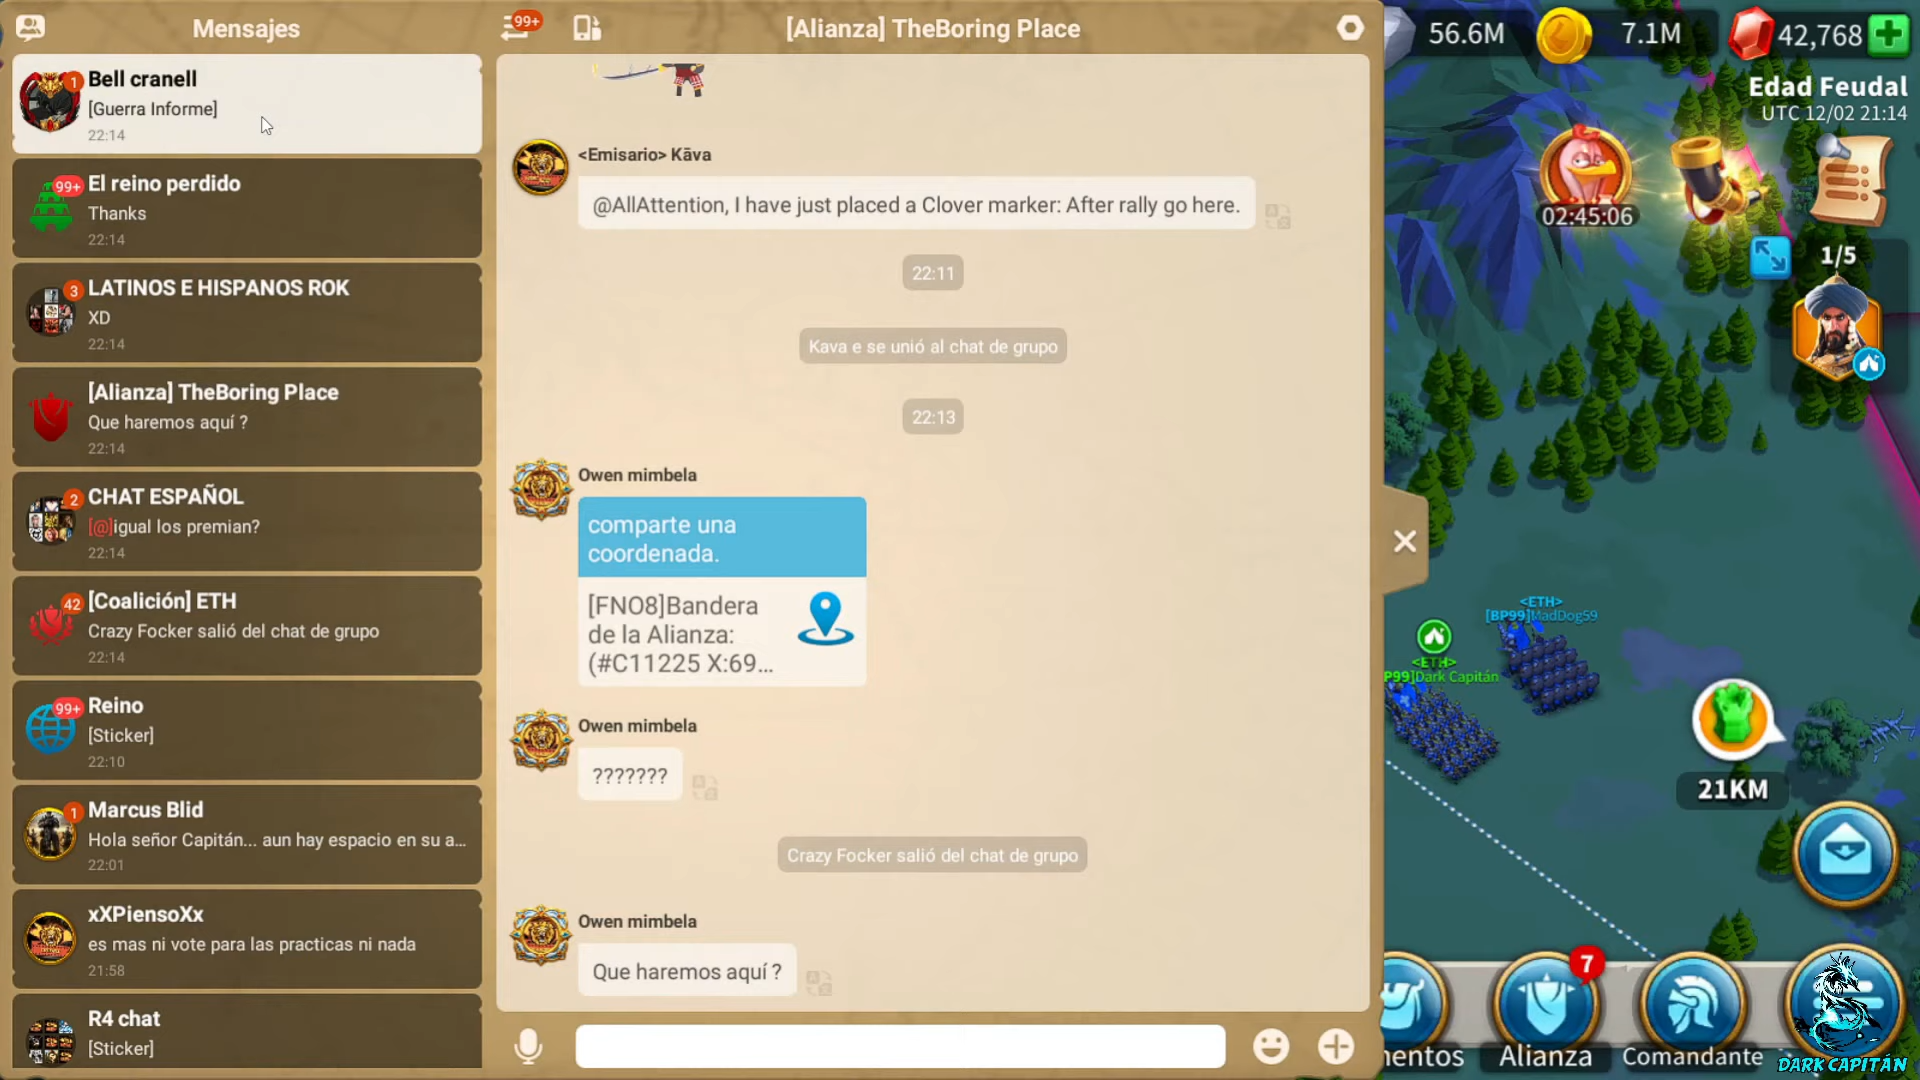 Mensajes
Bell cranell
1
[Guerra Informe]
22:14
El reino perdido
99+
Thanks
22:14
LATINOS E HISPANOS ROK
3
XD
22:14
[Alianza] TheBoring Place
Que haremos aquí ?
22:14
CHAT ESPAÑOL
2
[@]igual los premian?
22:14
[Coalición] ETH
42
Crazy Focker salió del chat de grupo
22:14
Reino
99+
[Sticker]
22:10
Marcus Blid
1
Hola señor Capitán... aun hay espacio en su a...
22:01
xXPiensoXx
es mas ni vote para las practicas ni nada
21:58
R4 chat
[Sticker]
99+
[Alianza] TheBoring Place
<Emisario> Kāva
@AllAttention, I have just placed a Clover marker: After rally go here.
22:11
Kava e se unió al chat de grupo
22:13
Owen mimbela
comparte una
coordenada.
[FNO8]Bandera
de la Alianza:
(#C11225 X:69...
Owen mimbela
???????
Crazy Focker salió del chat de grupo
Owen mimbela
Que haremos aquí ?
56.6M
7.1M
42,768
Edad Feudal
UTC 12/02 21:14
02:45:06
1/5
<ETH>
[BP99]MadDog59
<ETH>
P99]Dark Capitán
21KM
7
mentos
Alianza
Comandante
DARK CAPITÁN